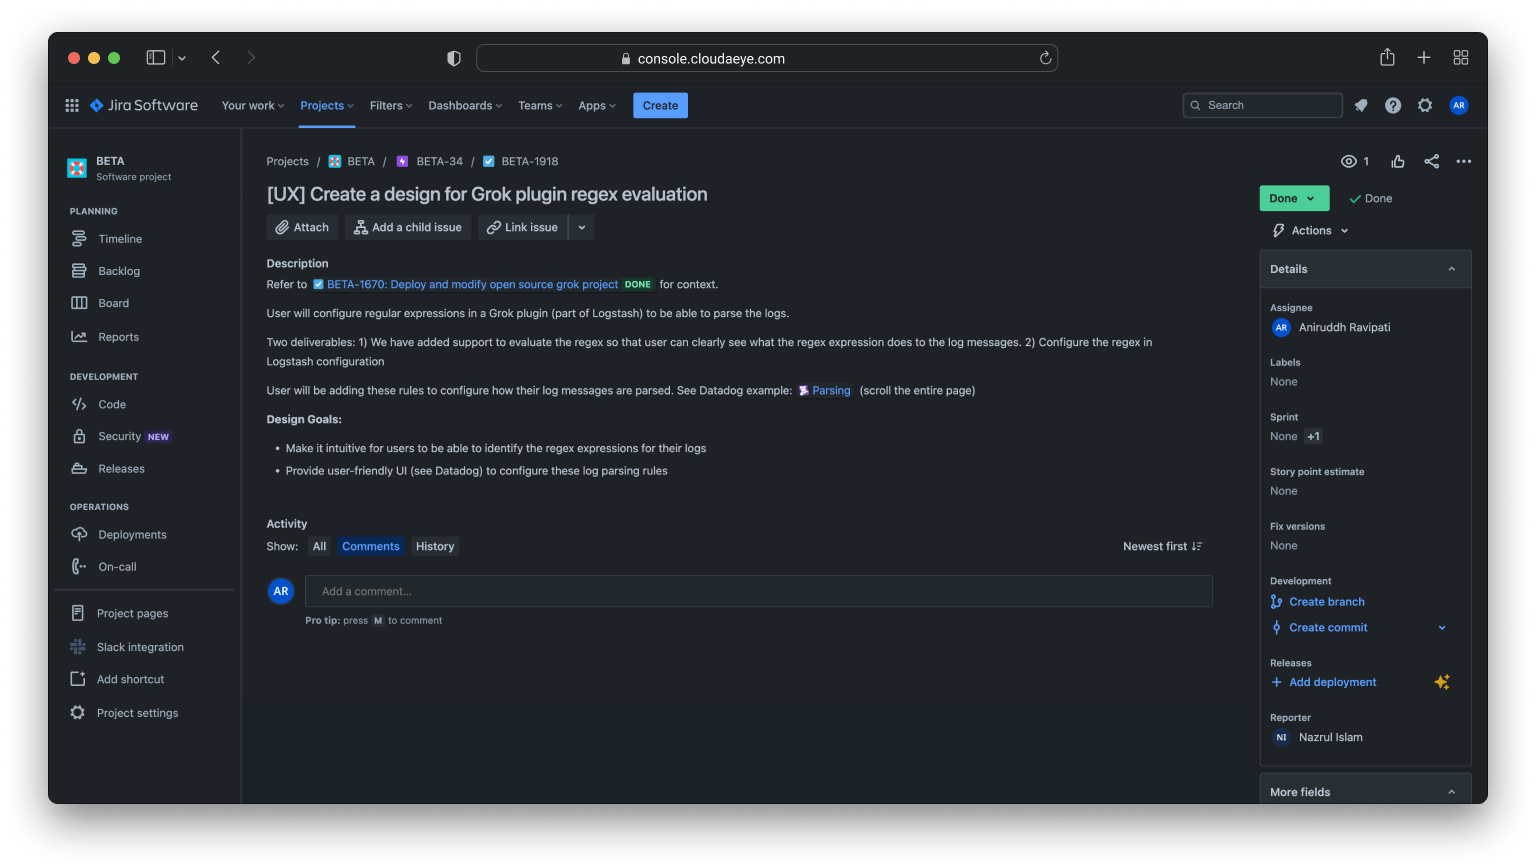 console.cloudaeye.com
Jira Software
Your work
Projects
Filters
Dashboards
Teams
Apps
Create
Search
AR
BETA
Software project
PLANNING
Timeline
Backlog
Board
Reports
DEVELOPMENT
Code
Security NEW
Releases
OPERATIONS
Deployments
On-call
Project pages
Slack integration
Add shortcut
Project settings
Projects / BETA / BETA-34 / BETA-1918
[UX] Create a design for Grok plugin regex evaluation
Attach
Add a child issue
Link issue
Description
Refer to BETA-1670: Deploy and modify open source grok project DONE for context.
User will configure regular expressions in a Grok plugin (part of Logstash) to be able to parse the logs.
Two deliverables: 1) We have added support to evaluate the regex so that user can clearly see what the regex expression does to the log messages. 2) Configure the regex in
Logstash configuration
User will be adding these rules to configure how their log messages are parsed. See Datadog example: Parsing (scroll the entire page)
Design Goals:
• Make it intuitive for users to be able to identify the regex expressions for their logs
• Provide user-friendly UI (see Datadog) to configure these log parsing rules
Activity
Show: All Comments History
Newest first
AR
Add a comment...
Pro tip: press M to comment
1
Done
Done
Actions
Details
Assignee
AR Aniruddh Ravipati
Labels
None
Sprint
None +1
Story point estimate
None
Fix versions
None
Development
Create branch
Create commit
Releases
Add deployment
Reporter
NI Nazrul Islam
More fields